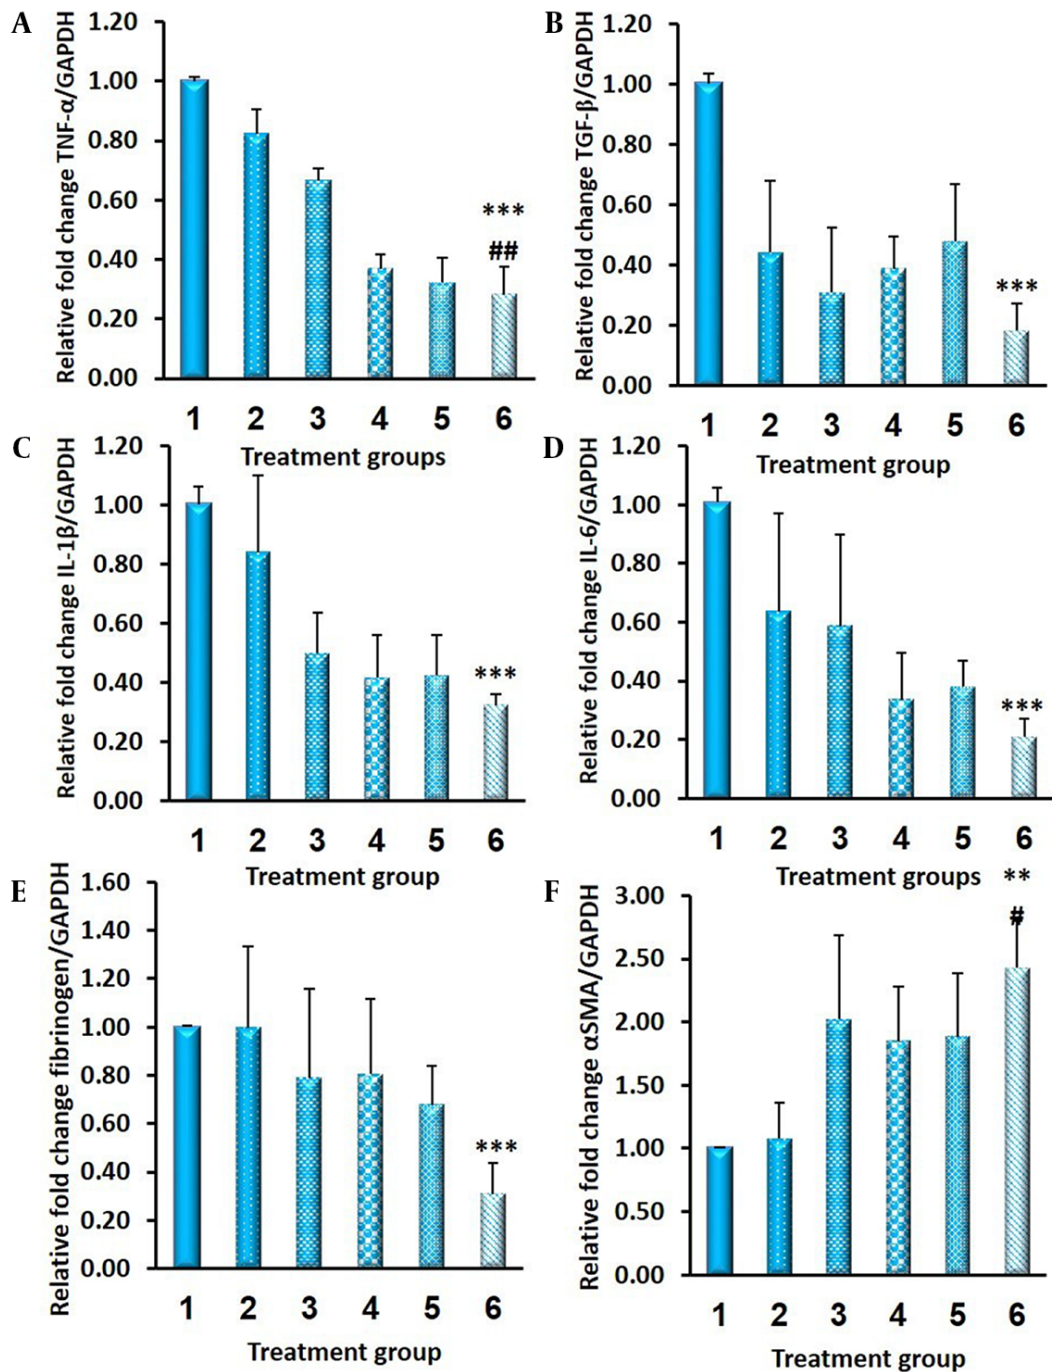 A
Relative fold change TNF-α/GAPDH
1.20
1.00
0.80
0.60
0.40
0.20
0.00
***
##
1 2 3 4 5 6
Treatment groups
B
Relative fold change TGF-β/GAPDH
1.20
1.00
0.80
0.60
0.40
0.20
0.00
***
1 2 3 4 5 6
Treatment group
C
Relative fold change IL-1β/GAPDH
1.20
1.00
0.80
0.60
0.40
0.20
0.00
***
1 2 3 4 5 6
Treatment group
D
Relative fold change IL-6/GAPDH
1.20
1.00
0.80
0.60
0.40
0.20
0.00
***
1 2 3 4 5 6
Treatment groups
E
Relative fold change fibrinogen/GAPDH
1.60
1.40
1.20
1.00
0.80
0.60
0.40
0.20
0.00
***
1 2 3 4 5 6
Treatment group
F
Relative fold change αSMA/GAPDH
3.00
2.50
2.00
1.50
1.00
0.50
0.00
**
#
1 2 3 4 5 6
Treatment group